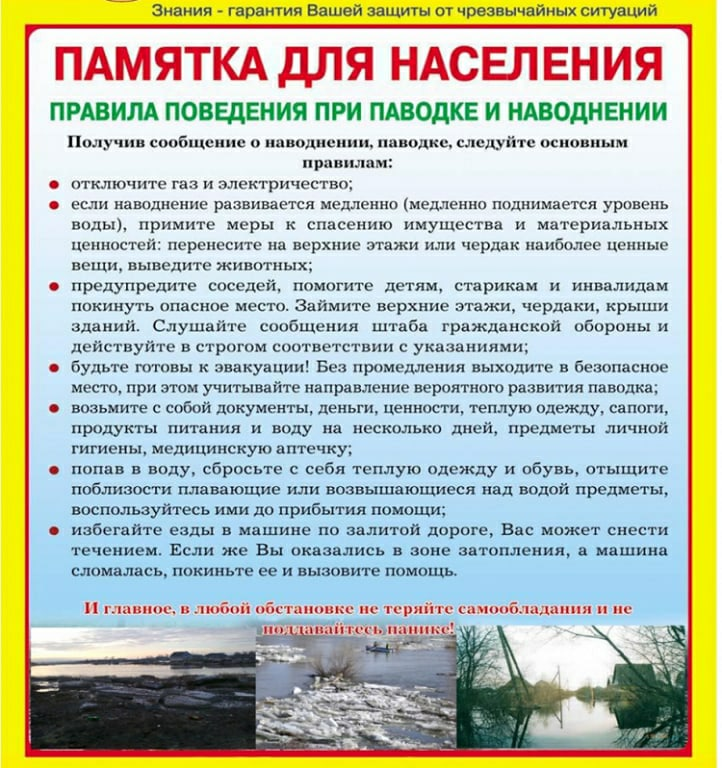 Знания - гарантия Вашей защиты от чрезвычайных ситуаций
ПАМЯТКА ДЛЯ НАСЕЛЕНИЯ
ПРАВИЛА ПОВЕДЕНИЯ ПРИ ПАВОДКЕ И НАВОДНЕНИИ
Получив сообщение о наводнении, паводке, следуйте основным
правилам:
• отключите газ и электричество;
• если наводнение развивается медленно (медленно поднимается уровень
воды), примите меры к спасению имущества и материальных
ценностей: перенесите на верхние этажи или чердак наиболее ценные
вещи, выведите животных;
• предупредите соседей, помогите детям, старикам и инвалидам
покинуть опасное место. Займите верхние этажи, чердаки, крыши
зданий. Слушайте сообщения штаба гражданской обороны и
действуйте в строгом соответствии с указаниями;
• будьте готовы к эвакуации! Без промедления выходите в безопасное
место, при этом учитывайте направление вероятного развития паводка;
• возьмите с собой документы, деньги, ценности, теплую одежду, сапоги,
продукты питания и воду на несколько дней, предметы личной
гигиены, медицинскую аптечку;
• попав в воду, сбросьте с себя теплую одежду и обувь, отыщите
поблизости плавающие или возвышающиеся над водой предметы,
воспользуйтесь ими до прибытия помощи;
• избегайте езды в машине по залитой дороге, Вас может снести
течением. Если же Вы оказались в зоне затопления, а машина
сломалась, покиньте ее и вызовите помощь.
И главное, в любой обстановке не теряйте самообладания и не
поддавайтесь панике!